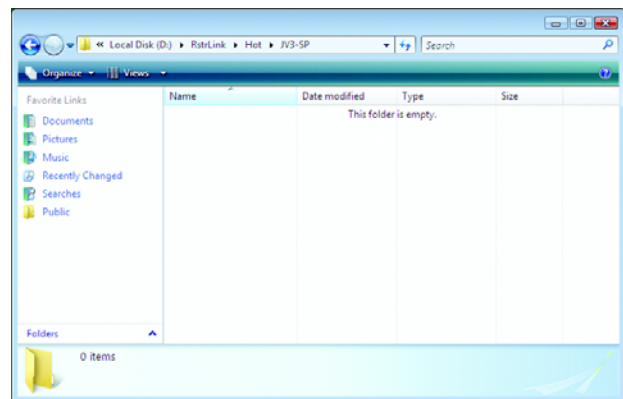 « Local Disk (D:) ▸ RstrLink ▸ Hot ▸ JV3-SP
Search
Organize Views
Favorite Links
Documents
Pictures
Music
Recently Changed
Searches
Public
Folders
Name Date modified Type Size
This folder is empty.
0 items